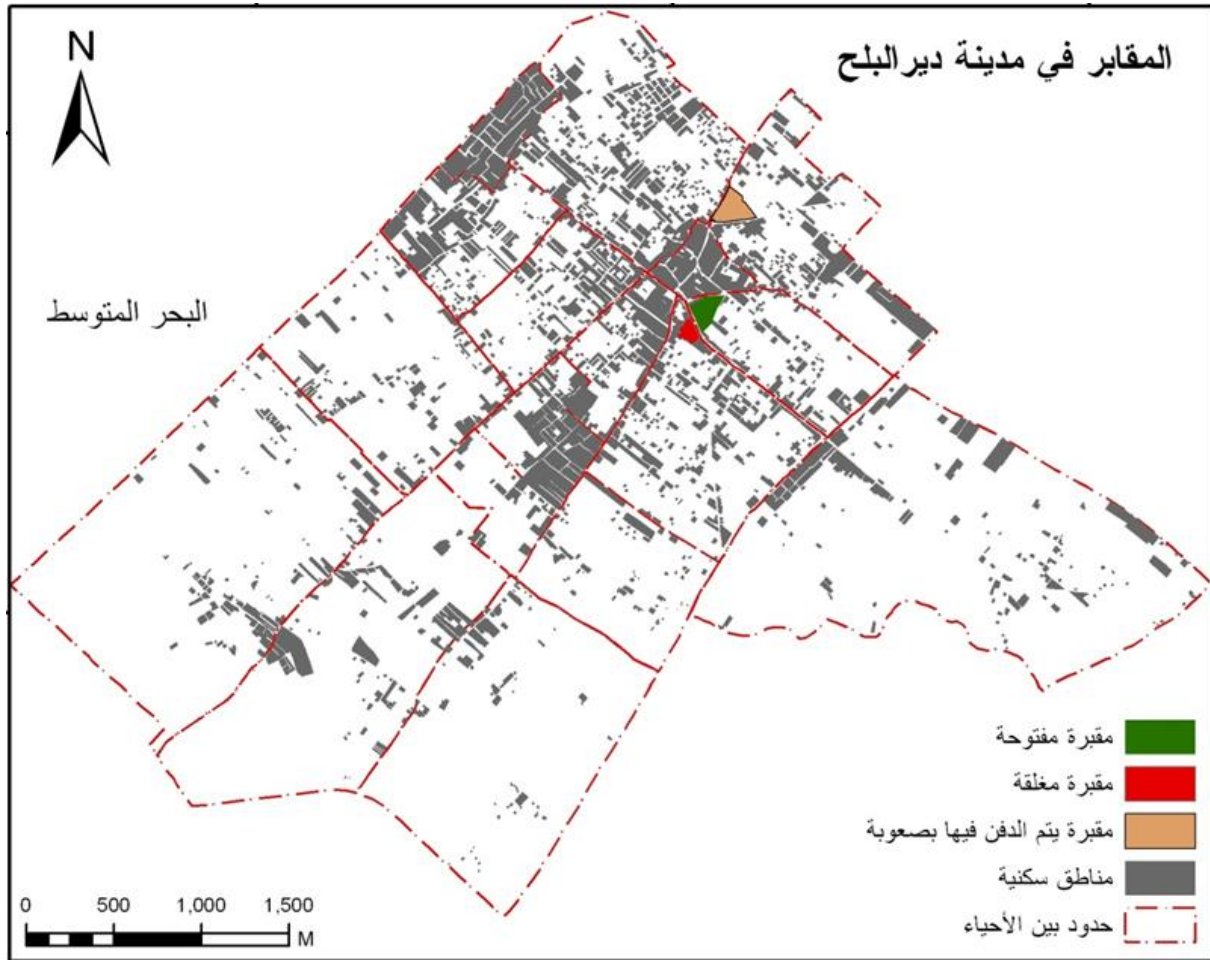 المقابر في مدينة ديرالبلح
N
البحر المتوسط
مقبرة مفتوحة
مقبرة مغلقة
مقبرة يتم الدفن فيها بصعوبة
مناطق سكنية
حدود بين الأحياء
0 500 1,000 1,500
M